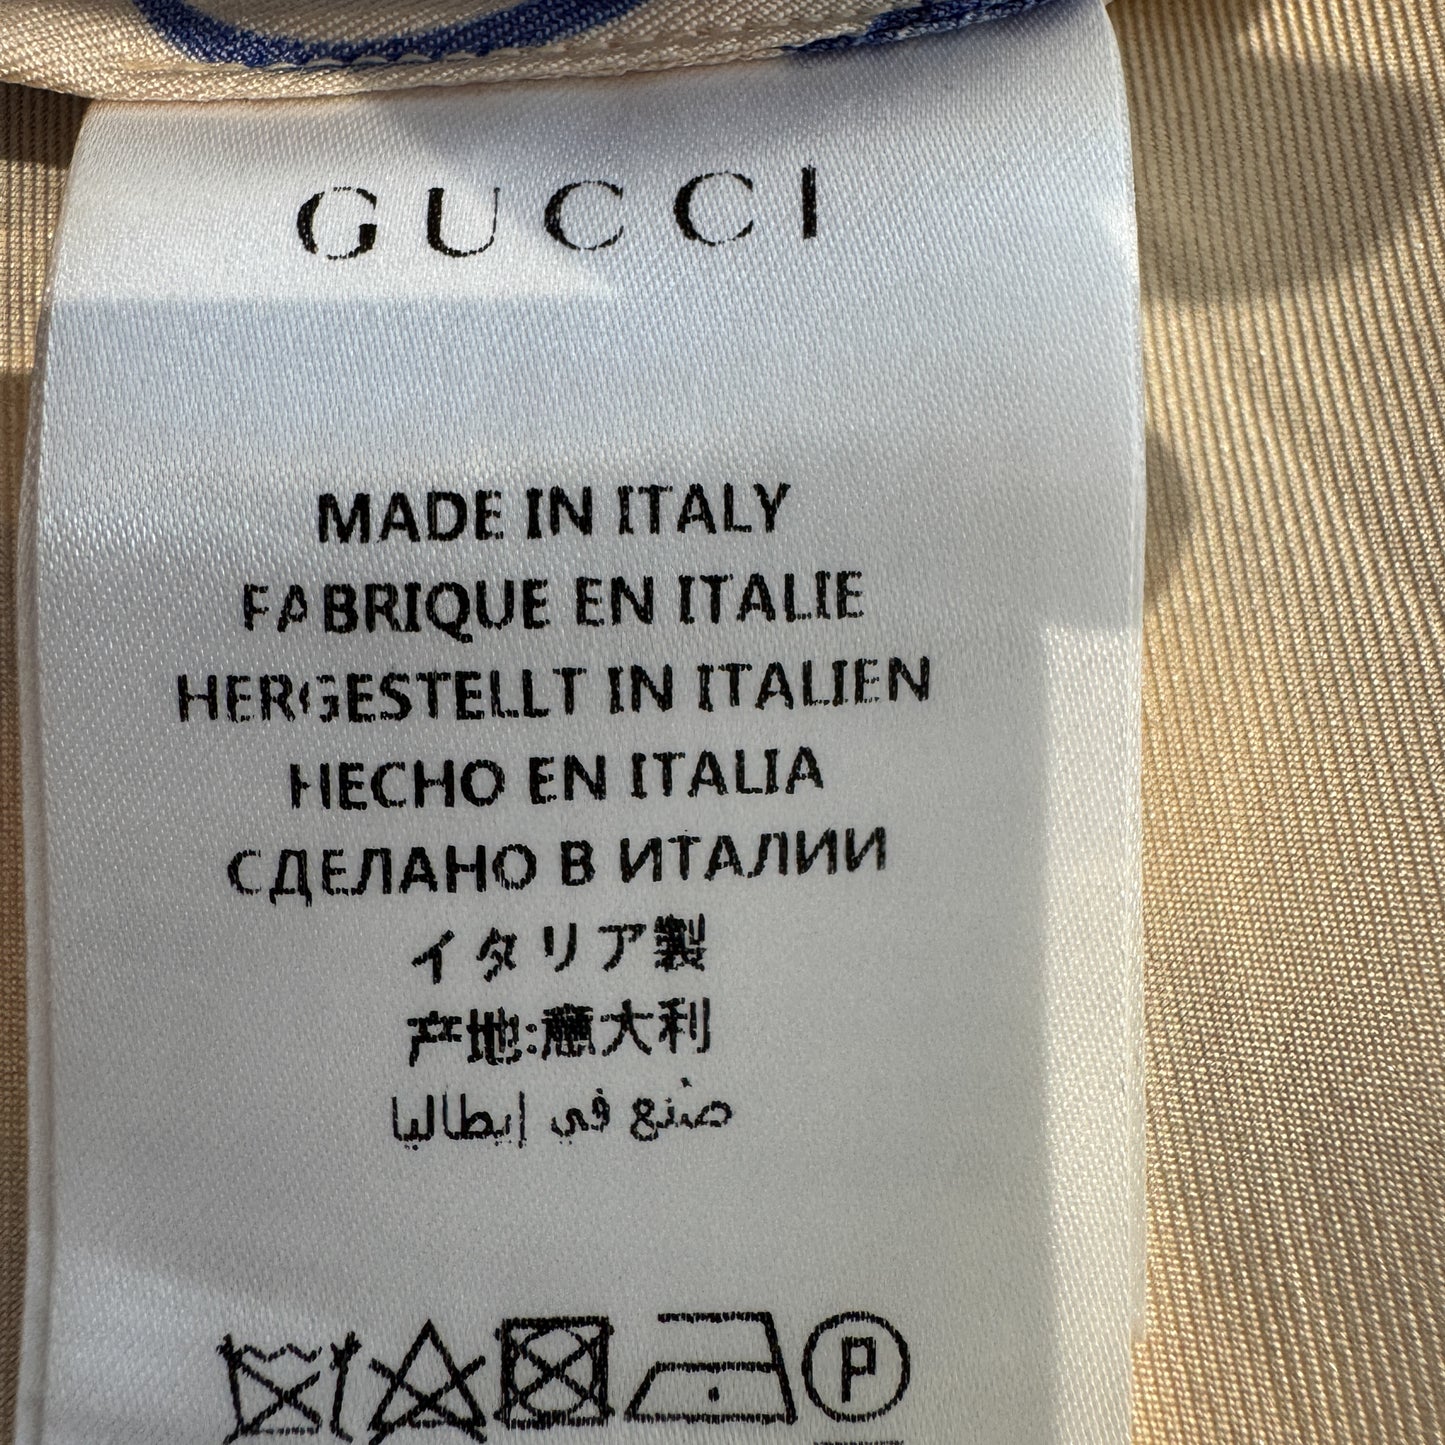 GUCCI
MADE IN ITALY
FABRIQUE EN ITALIE
HERGESTELLT IN ITALIEN
HECHO EN ITALIA
СДЕЛАНО В ИТАЛИИ
イタリア製
产地:意大利
صنع في إيطاليا
P